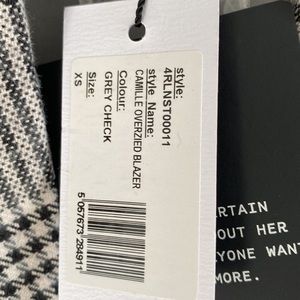 style:
4RLNST00011
style Name:
CAMILLE OVERZIED BLAZER
Colour:
GREY CHECK
Size:
XS
5 057673 284911
ERTAIN
OUT HER
YONE WANT
MORE.